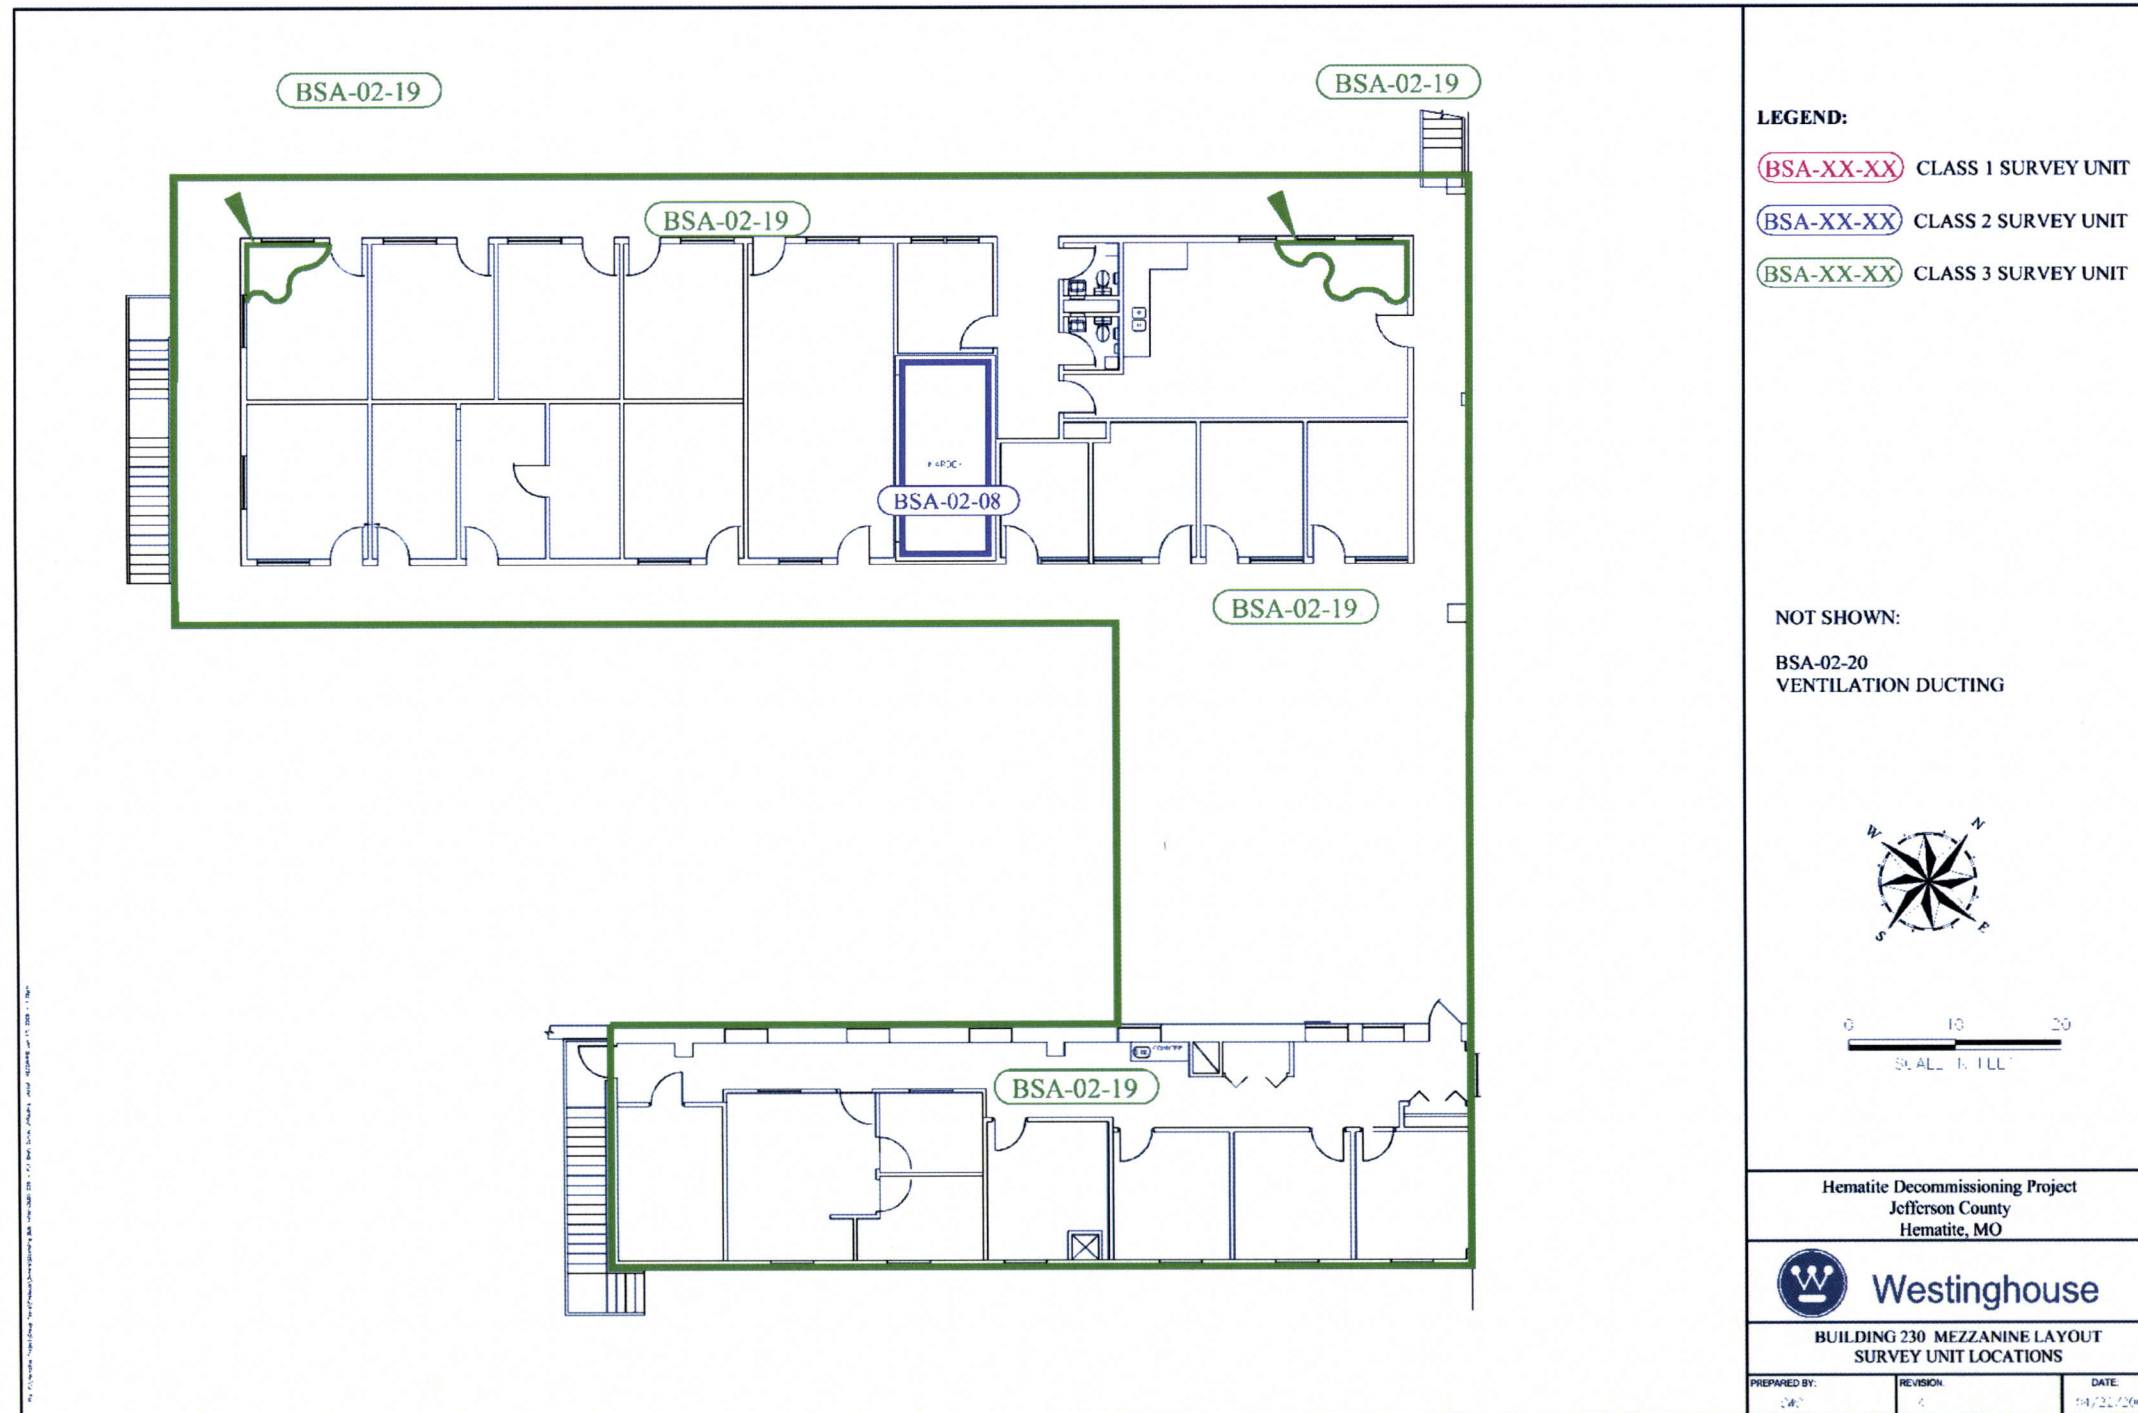 BSA-02-19
BSA-02-19
BSA-02-19
BSA-02-08
BSA-02-19
BSA-02-19
LEGEND:
BSA-XX-XX CLASS 1 SURVEY UNIT
BSA-XX-XX CLASS 2 SURVEY UNIT
BSA-XX-XX CLASS 3 SURVEY UNIT
NOT SHOWN:
BSA-02-20
VENTILATION DUCTING
W N
S E
0 10 20
Hematite Decommissioning Project
Jefferson County
Hematite, MO
W Westinghouse
BUILDING 230 MEZZANINE LAYOUT
SURVEY UNIT LOCATIONS
PREPARED BY: REVISION: DATE: